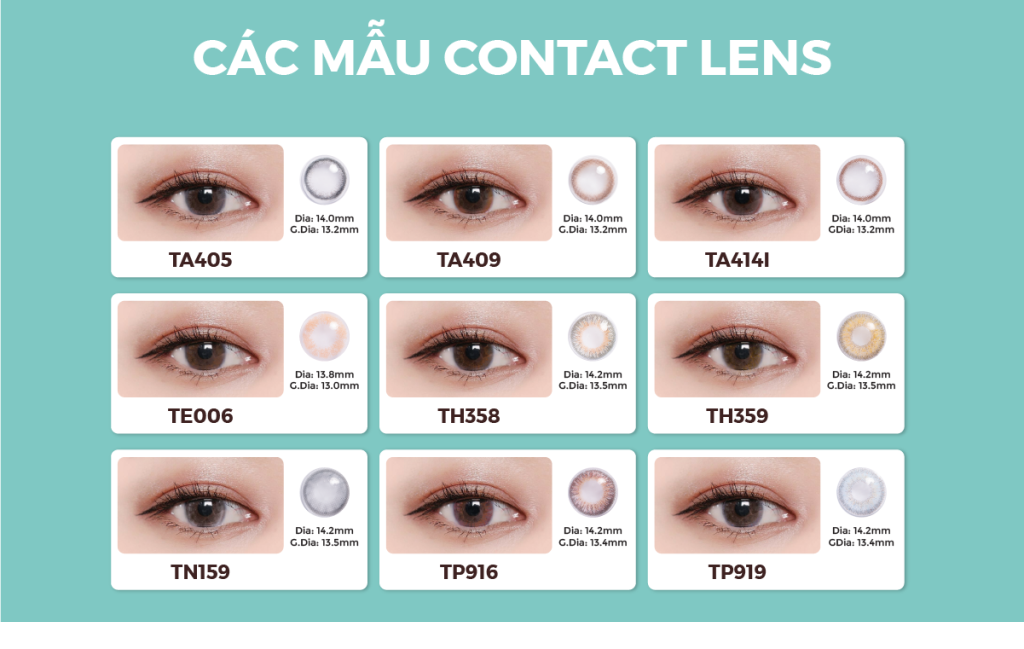 CÁC MẪU CONTACT LENS
Dia: 14.0mm
G.Dia: 13.2mm
TA405
Dia: 14.0mm
G.Dia: 13.2mm
TA409
Dia: 14.0mm
GDia: 13.2mm
TA414I
Dia: 13.8mm
G.Dia: 13.0mm
TE006
Dia: 14.2mm
G.Dia: 13.5mm
TH358
Dia: 14.2mm
G.Dia: 13.5mm
TH359
Dia: 14.2mm
G.Dia: 13.5mm
TN159
Dia: 14.2mm
G.Dia: 13.4mm
TP916
Dia: 14.2mm
GDia: 13.4mm
TP919